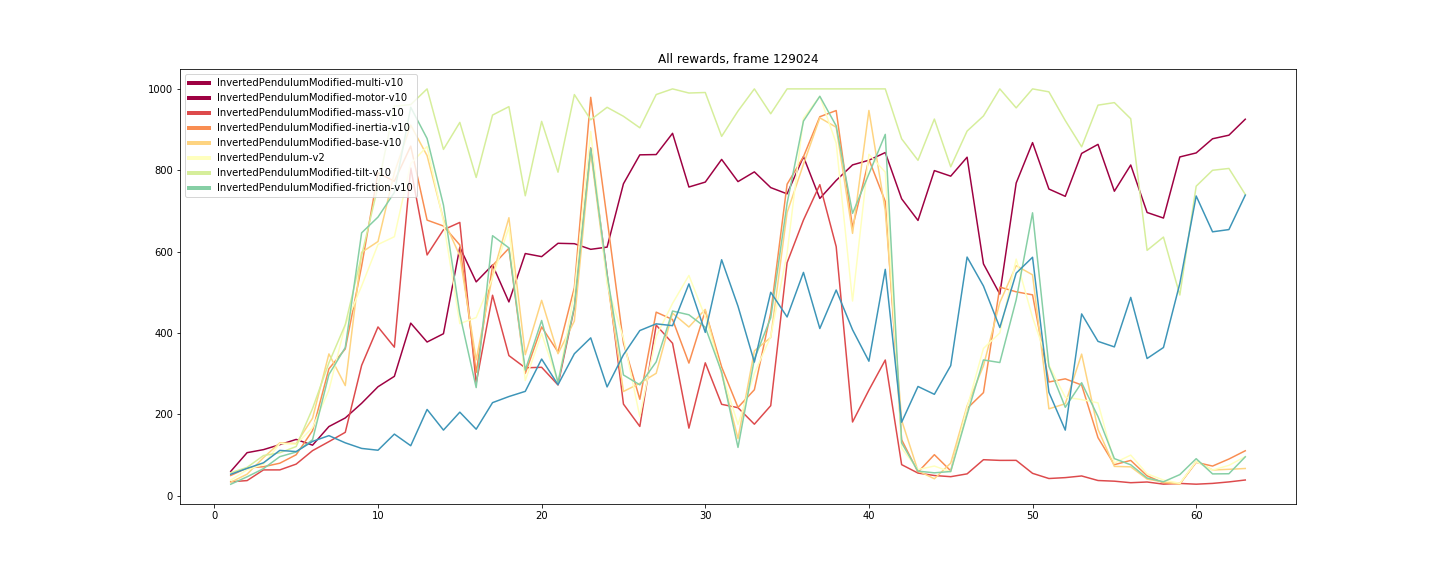 All rewards, frame 129024
1000
800
600
400
200
0
InvertedPendulumModified-multi-v10
InvertedPendulumModified-motor-v10
InvertedPendulumModified-mass-v10
InvertedPendulumModified-inertia-v10
InvertedPendulumModified-base-v10
InvertedPendulum-v2
InvertedPendulumModified-tilt-v10
InvertedPendulumModified-friction-v10
0 10 20 30 40 50 60